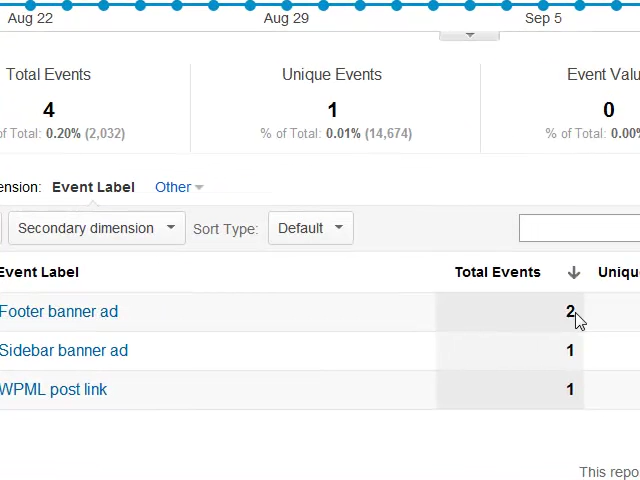 Aug 22 Aug 29 Sep 5
Total Events Unique Events Event Valu
4 1 0
of Total: 0.20% (2,032) % of Total: 0.01% (14,674) % of Total: 0.00%
ension: Event Label Other
Secondary dimension Sort Type: Default
Event Label Total Events Uniqu
Footer banner ad 2
Sidebar banner ad 1
WPML post link 1
This repo